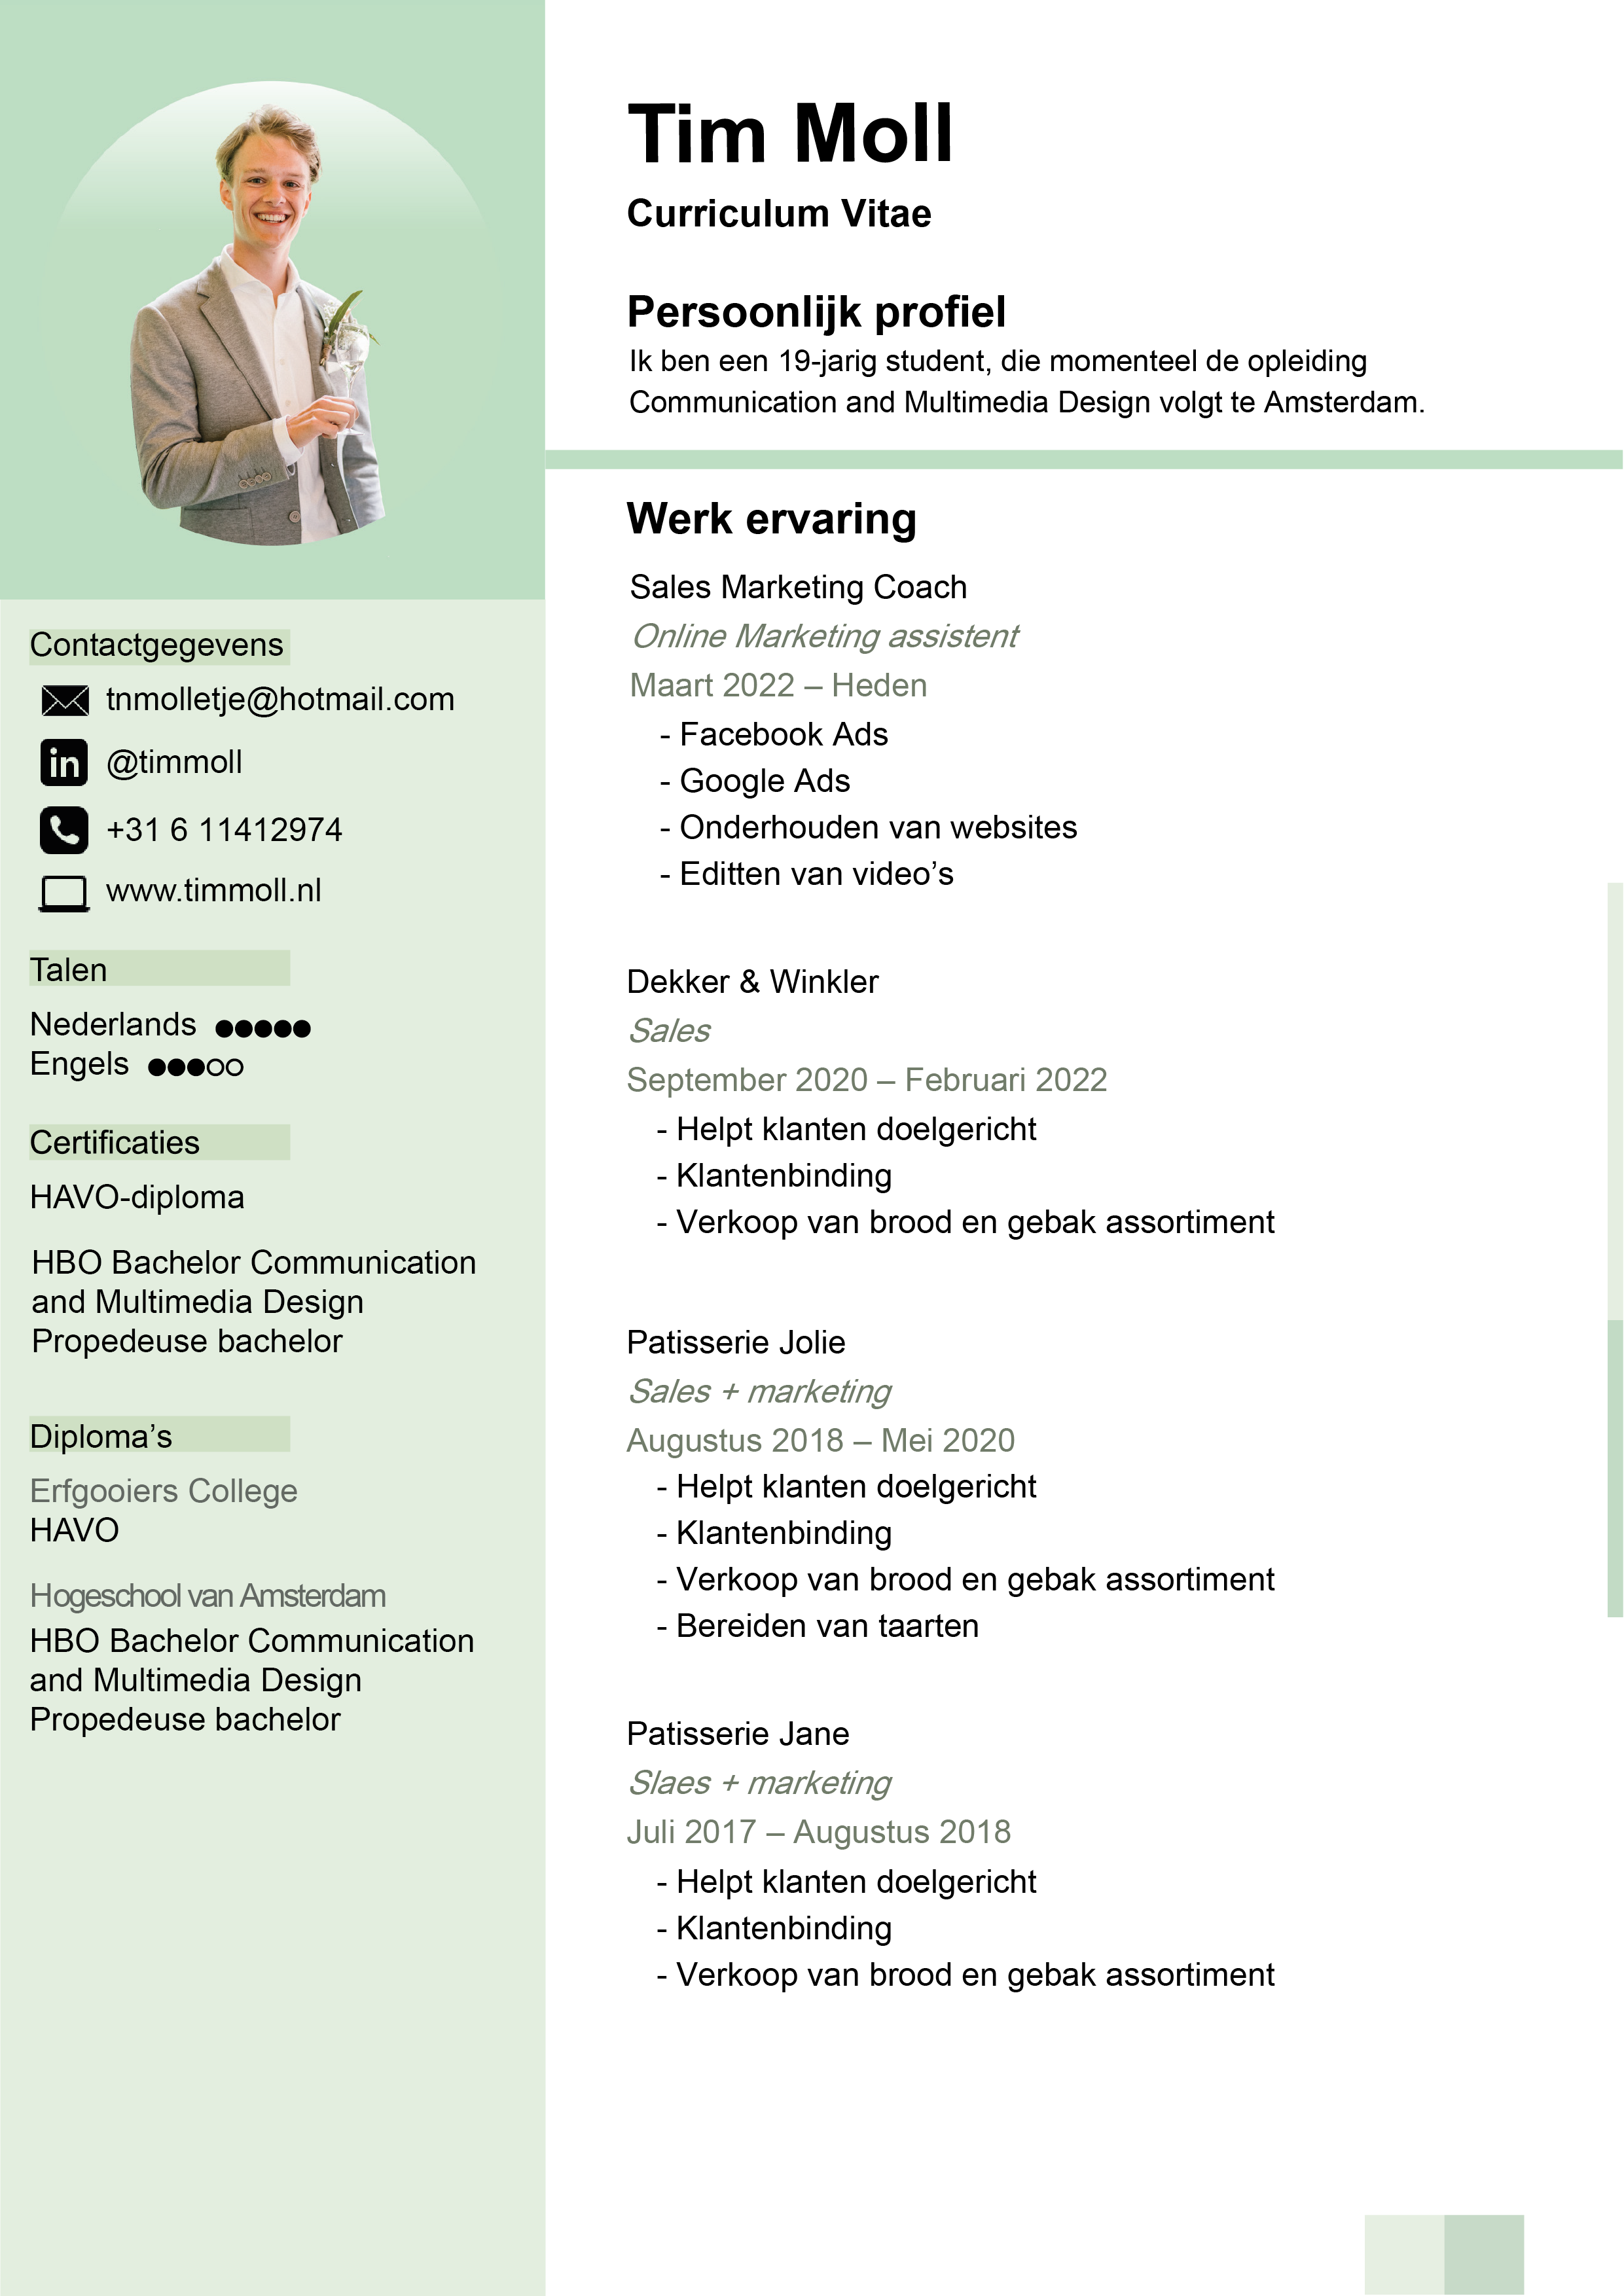 Tim Moll
Curriculum Vitae
Persoonlijk profiel
Ik ben een 19-jarig student, die momenteel de opleiding
Communication and Multimedia Design volgt te Amsterdam.
Contactgegevens
tnmolletje@hotmail.com
in @timmoll
+31 6 11412974
www.timmoll.nl
Talen
Nederlands
Engels
Certificaties
HAVO-diploma
HBO Bachelor Communication
and Multimedia Design
Propedeuse bachelor
Diploma’s
Erfgooiers College
HAVO
Hogeschool van Amsterdam
HBO Bachelor Communication
and Multimedia Design
Propedeuse bachelor
Werk ervaring
Sales Marketing Coach
Online Marketing assistent
Maart 2022 – Heden
- Facebook Ads
- Google Ads
- Onderhouden van websites
- Editten van video’s
Dekker & Winkler
Sales
September 2020 – Februari 2022
- Helpt klanten doelgericht
- Klantenbinding
- Verkoop van brood en gebak assortiment
Patisserie Jolie
Sales + marketing
Augustus 2018 – Mei 2020
- Helpt klanten doelgericht
- Klantenbinding
- Verkoop van brood en gebak assortiment
- Bereiden van taarten
Patisserie Jane
Slaes + marketing
Juli 2017 – Augustus 2018
- Helpt klanten doelgericht
- Klantenbinding
- Verkoop van brood en gebak assortiment